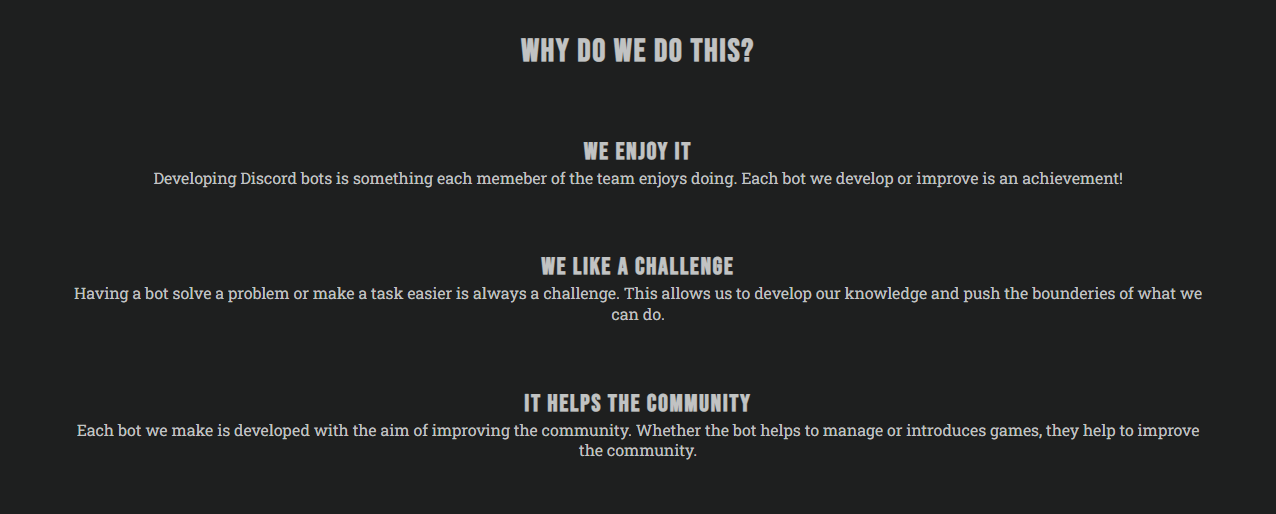 WHY DO WE DO THIS?
WE ENJOY IT
Developing Discord bots is something each memeber of the team enjoys doing. Each bot we develop or improve is an achievement!
WE LIKE A CHALLENGE
Having a bot solve a problem or make a task easier is always a challenge. This allows us to develop our knowledge and push the bounderies of what we
can do.
IT HELPS THE COMMUNITY
Each bot we make is developed with the aim of improving the community. Whether the bot helps to manage or introduces games, they help to improve
the community.